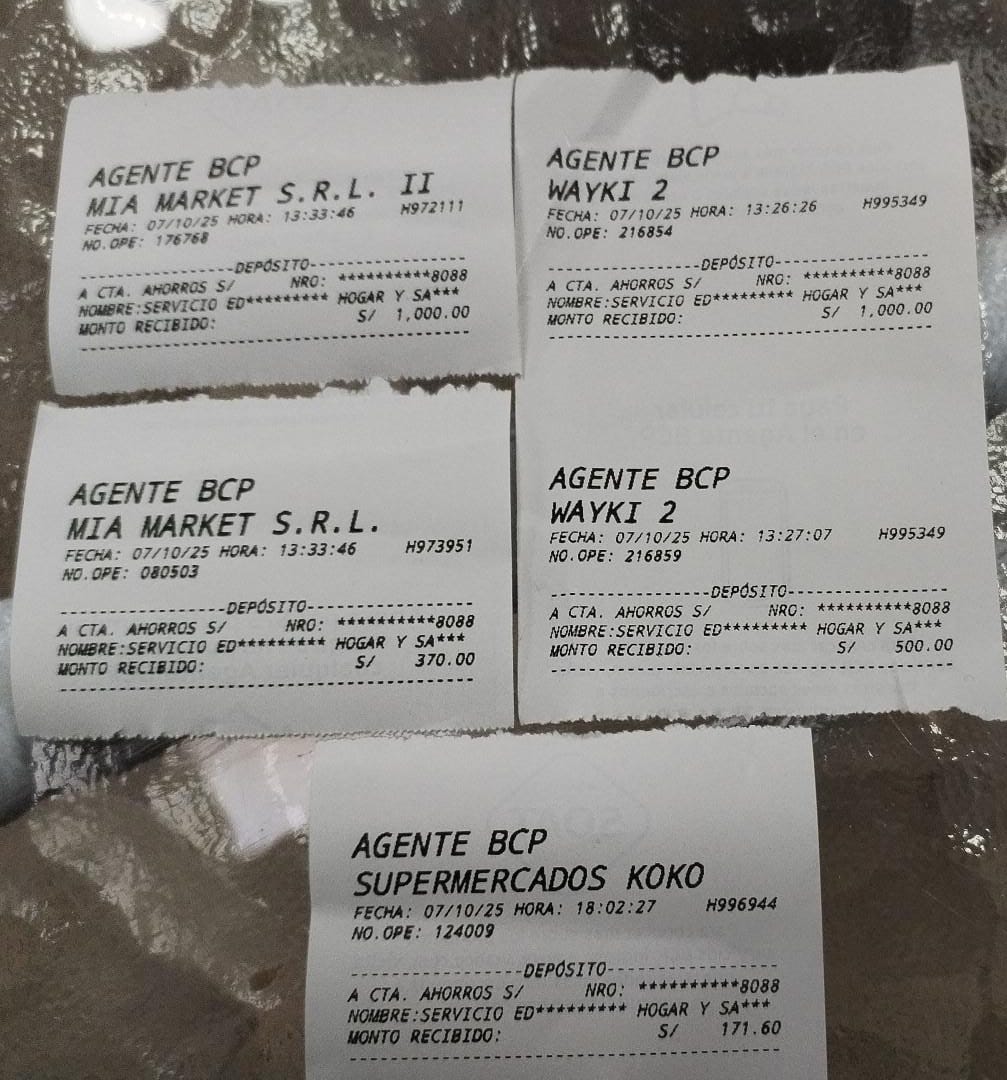 AGENTE BCP
MIA MARKET S.R.L. II
FECHA: 07/10/25 HORA: 13:33:46 H972111
NO.OPE: 176768
------------------DEPÓSITO------------------
A CTA. AHORROS S/ NRO: **********8088
NOMBRE:SERVICIO ED********* HOGAR Y SA***
MONTO RECIBIDO: S/ 1,000.00
--------------------------------------------
AGENTE BCP
WAYKI 2
FECHA: 07/10/25 HORA: 13:26:26 H995349
NO.OPE: 216854
------------------DEPÓSITO------------------
A CTA. AHORROS S/ NRO: **********8088
NOMBRE:SERVICIO ED********* HOGAR Y SA***
MONTO RECIBIDO: S/ 1,000.00
--------------------------------------------
AGENTE BCP
MIA MARKET S.R.L.
FECHA: 07/10/25 HORA: 13:33:46 H973951
NO.OPE: 080503
------------------DEPÓSITO------------------
A CTA. AHORROS S/ NRO: **********8088
NOMBRE:SERVICIO ED********* HOGAR Y SA***
MONTO RECIBIDO: S/ 370.00
--------------------------------------------
AGENTE BCP
WAYKI 2
FECHA: 07/10/25 HORA: 13:27:07 H995349
NO.OPE: 216859
------------------DEPÓSITO------------------
A CTA. AHORROS S/ NRO: **********8088
NOMBRE:SERVICIO ED********* HOGAR Y SA***
MONTO RECIBIDO: S/ 500.00
--------------------------------------------
AGENTE BCP
SUPERMERCADOS KOKO
FECHA: 07/10/25 HORA: 18:02:27 H996944
NO.OPE: 124009
------------------DEPÓSITO------------------
A CTA. AHORROS S/ NRO: **********8088
NOMBRE:SERVICIO ED********* HOGAR Y SA***
MONTO RECIBIDO: S/ 171.60
--------------------------------------------